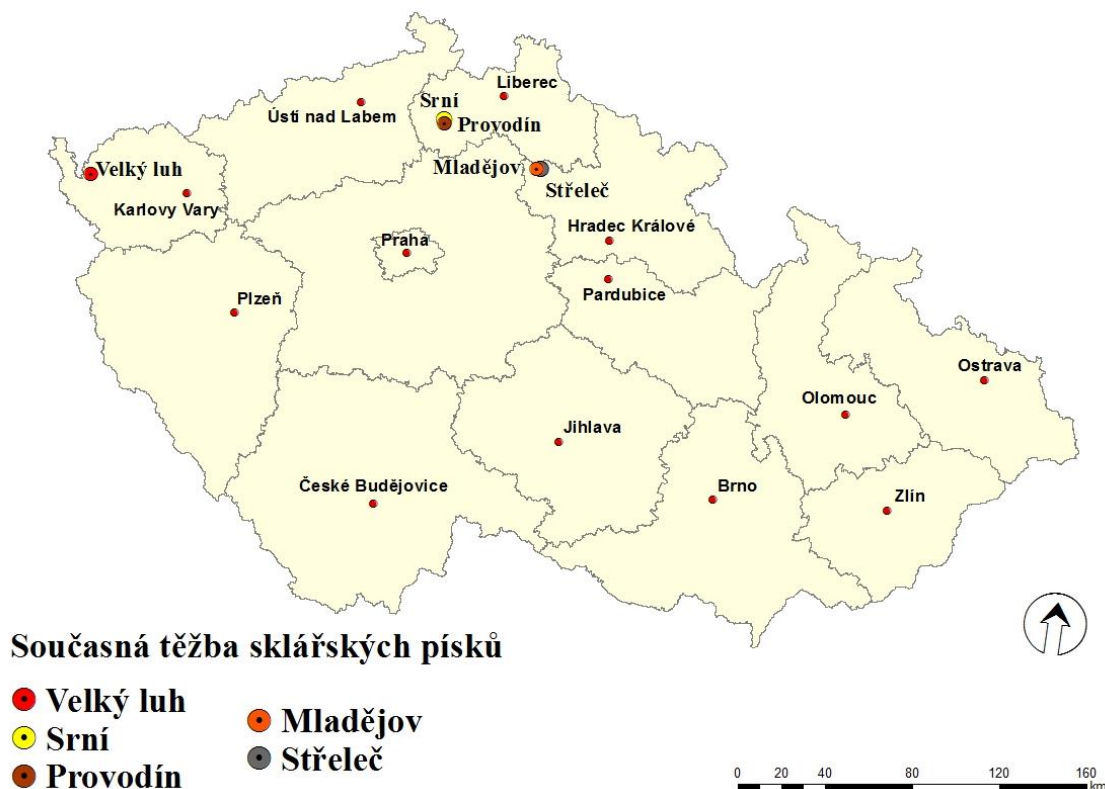 Liberec
Srní
Ústí nad Labem
Provodín
Velký luh
Mladějov
Střeleč
Karlovy Vary
Hradec Králové
Praha
Plzeň
Pardubice
Ostrava
Olomouc
Jihlava
České Budějovice
Brno
Zlín
Současná těžba sklářských písků
Velký luh
Srní
Provodín
Mladějov
Střeleč
0 20 40 80 120 160
km